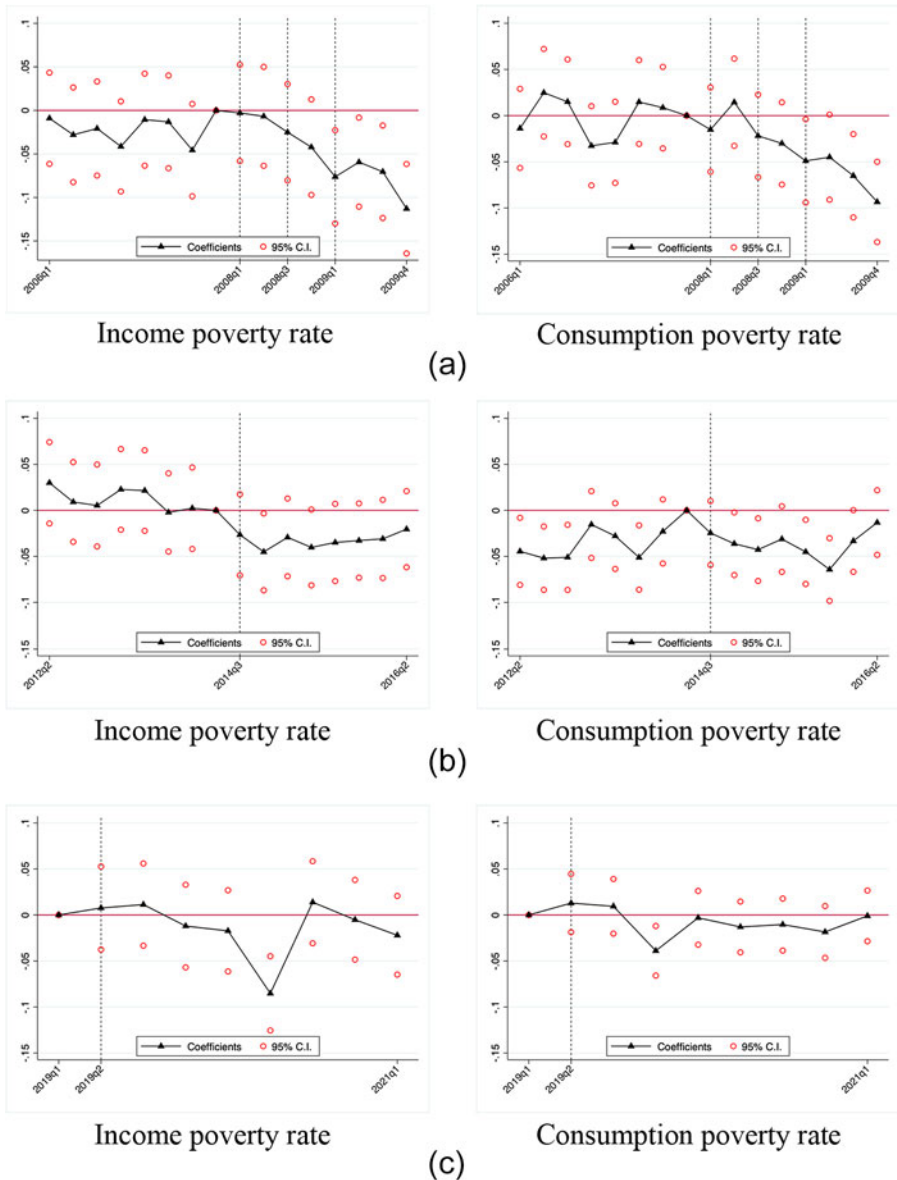 .1
.05
0
-.05
-.1
-.15
Coefficients 95% C.I.
2006q1
2008q1
2008q3
2009q1
2009q4
Income poverty rate
.1
.05
0
-.05
-.1
-.15
Coefficients 95% C.I.
2006q1
2008q1
2008q3
2009q1
2009q4
Consumption poverty rate
(a)
.1
.05
0
-.05
-.1
-.15
Coefficients 95% C.I.
2012q2
2014q3
2016q2
Income poverty rate
.1
.05
0
-.05
-.1
-.15
Coefficients 95% C.I.
2012q2
2014q3
2016q2
Consumption poverty rate
(b)
.1
.05
0
-.05
-.1
-.15
Coefficients 95% C.I.
2019q1
2019q2
2021q1
Income poverty rate
.1
.05
0
-.05
-.1
-.15
Coefficients 95% C.I.
2019q1
2019q2
2021q1
Consumption poverty rate
(c)